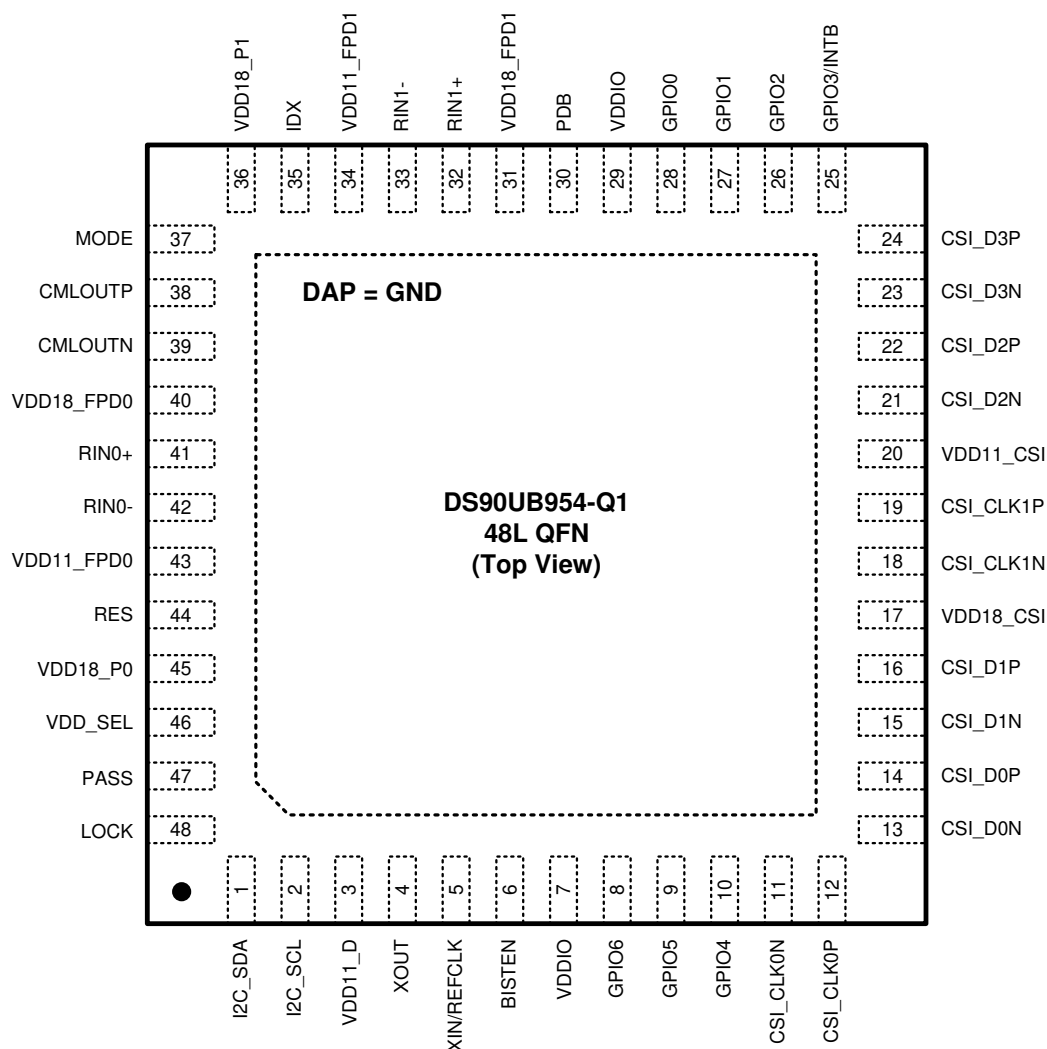 VDD18_P1
IDX
VDD11_FPD1
RIN1-
RIN1+
VDD18_FPD1
PDB
VDDIO
GPIO0
GPIO1
GPIO2
GPIO3/INTB
36
35
34
33
32
31
30
29
28
27
26
25
MODE 37
CMLOUTP 38
CMLOUTN 39
VDD18_FPD0 40
RIN0+ 41
RIN0- 42
VDD11_FPD0 43
RES 44
VDD18_P0 45
VDD_SEL 46
PASS 47
LOCK 48
DAP = GND
DS90UB954-Q1
48L QFN
(Top View)
24 CSI_D3P
23 CSI_D3N
22 CSI_D2P
21 CSI_D2N
20 VDD11_CSI
19 CSI_CLK1P
18 CSI_CLK1N
17 VDD18_CSI
16 CSI_D1P
15 CSI_D1N
14 CSI_D0P
13 CSI_D0N
1
2
3
4
5
6
7
8
9
10
11
12
I2C_SDA
I2C_SCL
VDD11_D
XOUT
XIN/REFCLK
BISTEN
VDDIO
GPIO6
GPIO5
GPIO4
CSI_CLK0N
CSI_CLK0P